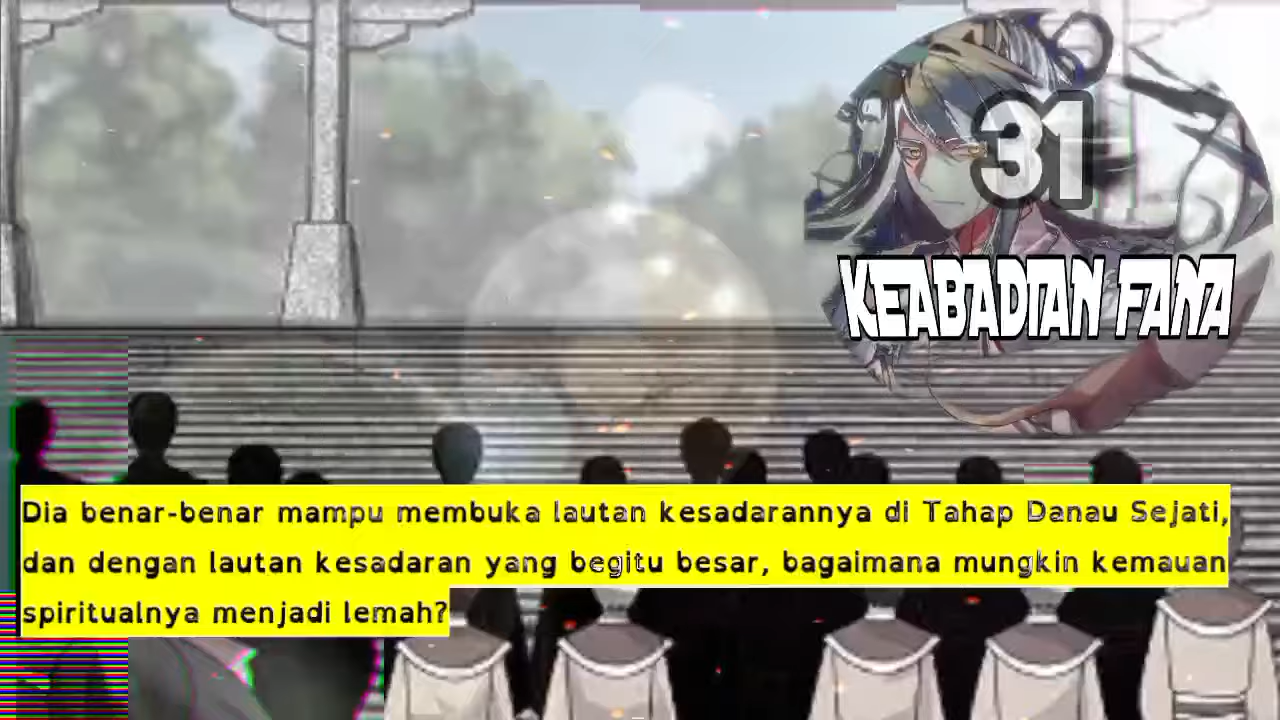 31
KEABADIAN FANA
Dia benar-benar mampu membuka lautan kesadarannya di Tahap Danau Sejati,
dan dengan lautan kesadaran yang begitu besar, bagaimana mungkin kemauan
spiritualnya menjadi lemah?